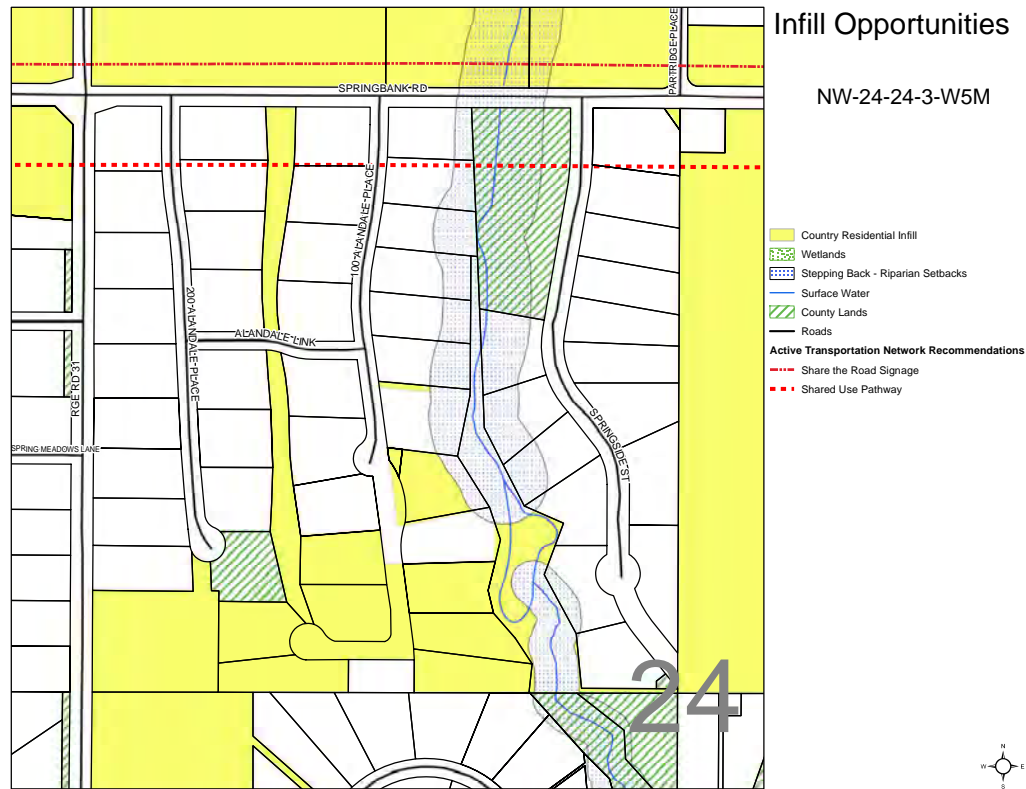 Infill Opportunities
NW-24-24-3-W5M
PARTRIDGE PLACE
SPRINGBANK RD
100 ALANDALE PLACE
200 ALANDALE PLACE
ALANDALE LINK
RGE RD 31
SPRING MEADOWS LANE
SPRINGSIDE ST
24
Country Residential Infill
Wetlands
Stepping Back - Riparian Setbacks
Surface Water
County Lands
Roads
Active Transportation Network Recommendations
Share the Road Signage
Shared Use Pathway
N
W
E
S